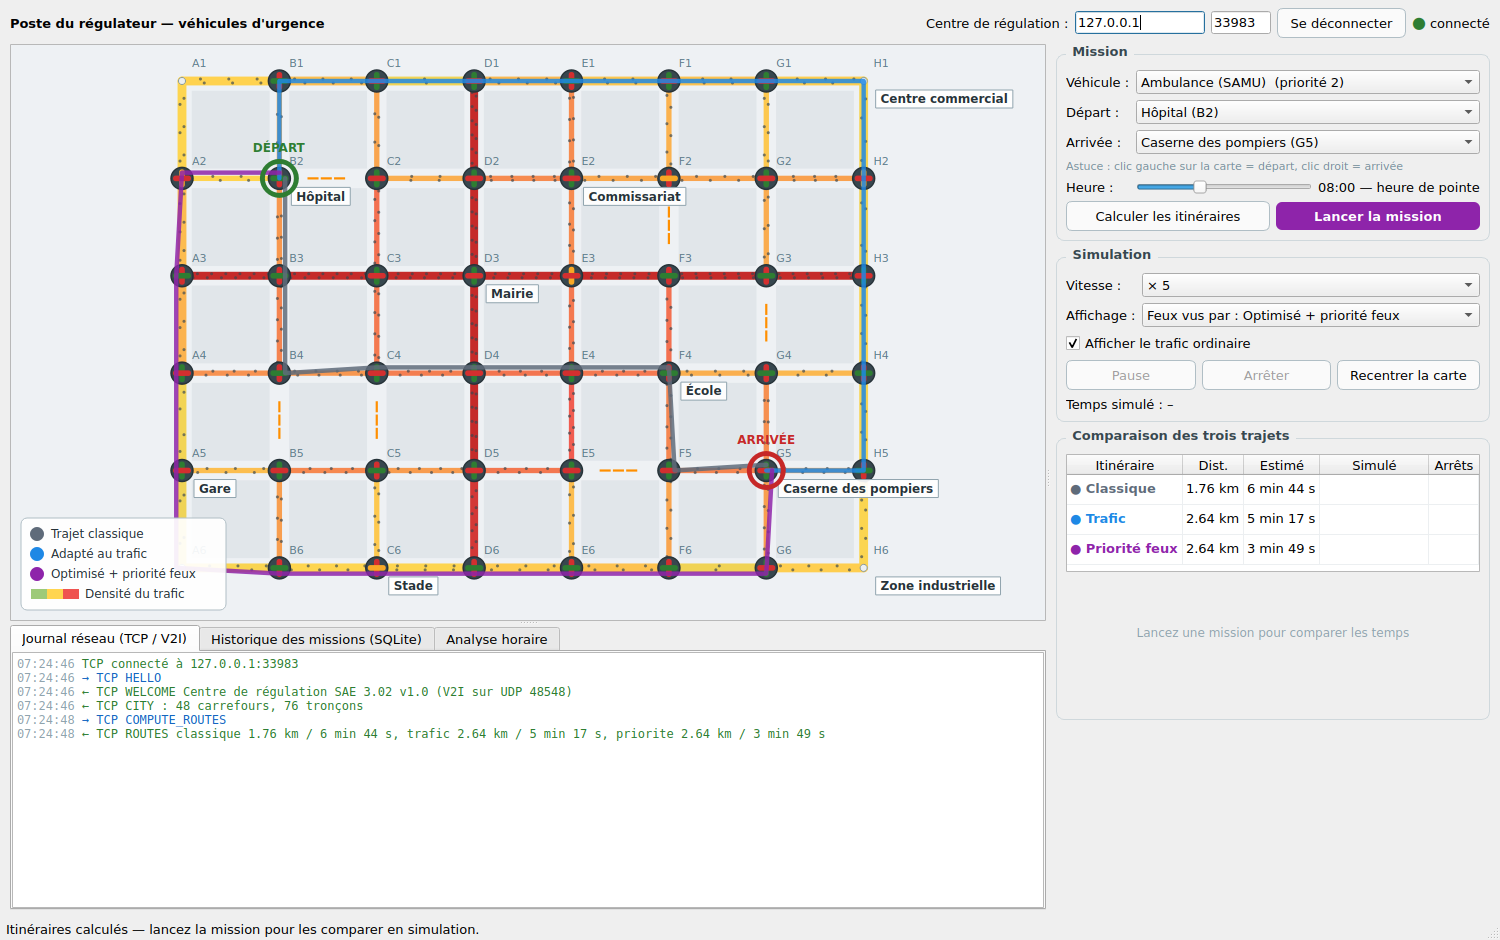 Poste du régulateur — véhicules d'urgence
Centre de régulation : 127.0.0.1 33983 Se déconnecter connecté
A1 B1 C1 D1 E1 F1 G1 H1
Centre commercial
DÉPART
A2 B2 C2 D2 E2 F2 G2 H2
Hôpital Commissariat
A3 B3 C3 D3 E3 F3 G3 H3
Mairie
A4 B4 C4 D4 E4 F4 G4 H4
École
ARRIVÉE
A5 B5 C5 D5 E5 F5 G5 H5
Gare Caserne des pompiers
A6 B6 C6 D6 E6 F6 G6 H6
Stade Zone industrielle
Trajet classique
Adapté au trafic
Optimisé + priorité feux
Densité du trafic
Mission
Véhicule : Ambulance (SAMU) (priorité 2)
Départ : Hôpital (B2)
Arrivée : Caserne des pompiers (G5)
Astuce : clic gauche sur la carte = départ, clic droit = arrivée
Heure : 08:00 — heure de pointe
Calculer les itinéraires Lancer la mission
Simulation
Vitesse : × 5
Affichage : Feux vus par : Optimisé + priorité feux
Afficher le trafic ordinaire
Pause Arrêter Recentrer la carte
Temps simulé : –
Comparaison des trois trajets
Itinéraire Dist. Estimé Simulé Arrêts
Classique 1.76 km 6 min 44 s
Trafic 2.64 km 5 min 17 s
Priorité feux 2.64 km 3 min 49 s
Lancez une mission pour comparer les temps
Journal réseau (TCP / V2I) Historique des missions (SQLite) Analyse horaire
07:24:46 TCP connecté à 127.0.0.1:33983
07:24:46 → TCP HELLO
07:24:46 ← TCP WELCOME Centre de régulation SAE 3.02 v1.0 (V2I sur UDP 48548)
07:24:46 ← TCP CITY : 48 carrefours, 76 tronçons
07:24:48 → TCP COMPUTE_ROUTES
07:24:48 ← TCP ROUTES classique 1.76 km / 6 min 44 s, trafic 2.64 km / 5 min 17 s, priorite 2.64 km / 3 min 49 s
Itinéraires calculés — lancez la mission pour les comparer en simulation.